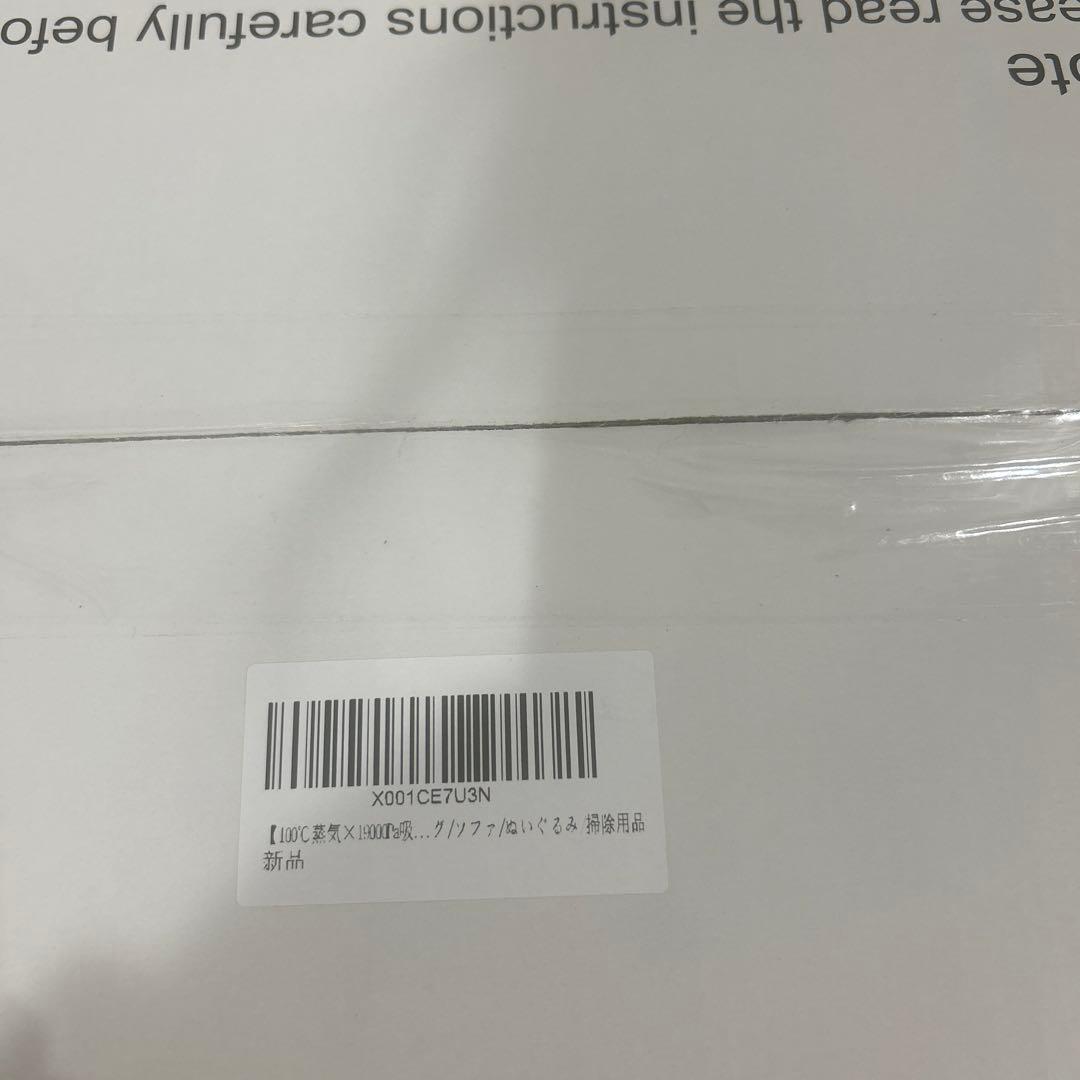 ote
ease read the instructions carefully befo
X001CE7U3N
【100℃蒸気×19000Pa吸...グ/ソファ/ぬいぐるみ/掃除用品
新品